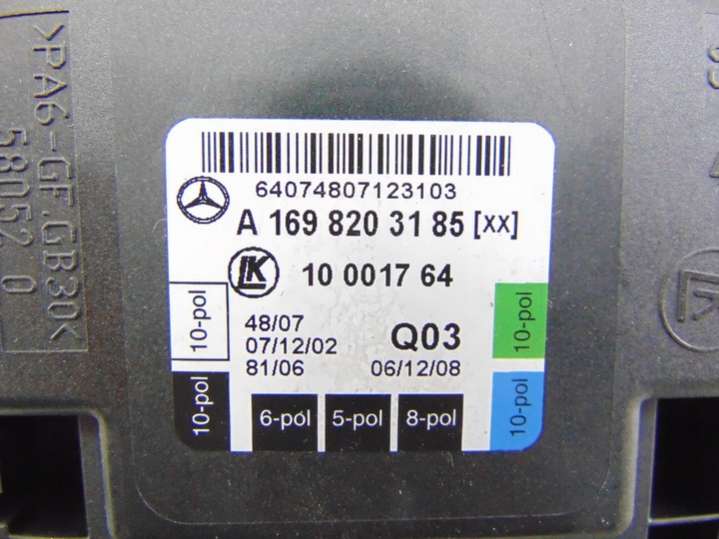 >PA6-GF.GB30<
58052 0
64074807123103
A 169 820 31 85 [xx]
LK 10 0017 64
48/07
07/12/02 Q03
81/06 06/12/08
10-pol
10-pol
6-pol 5-pol 8-pol
10-pol
10-pol
LK